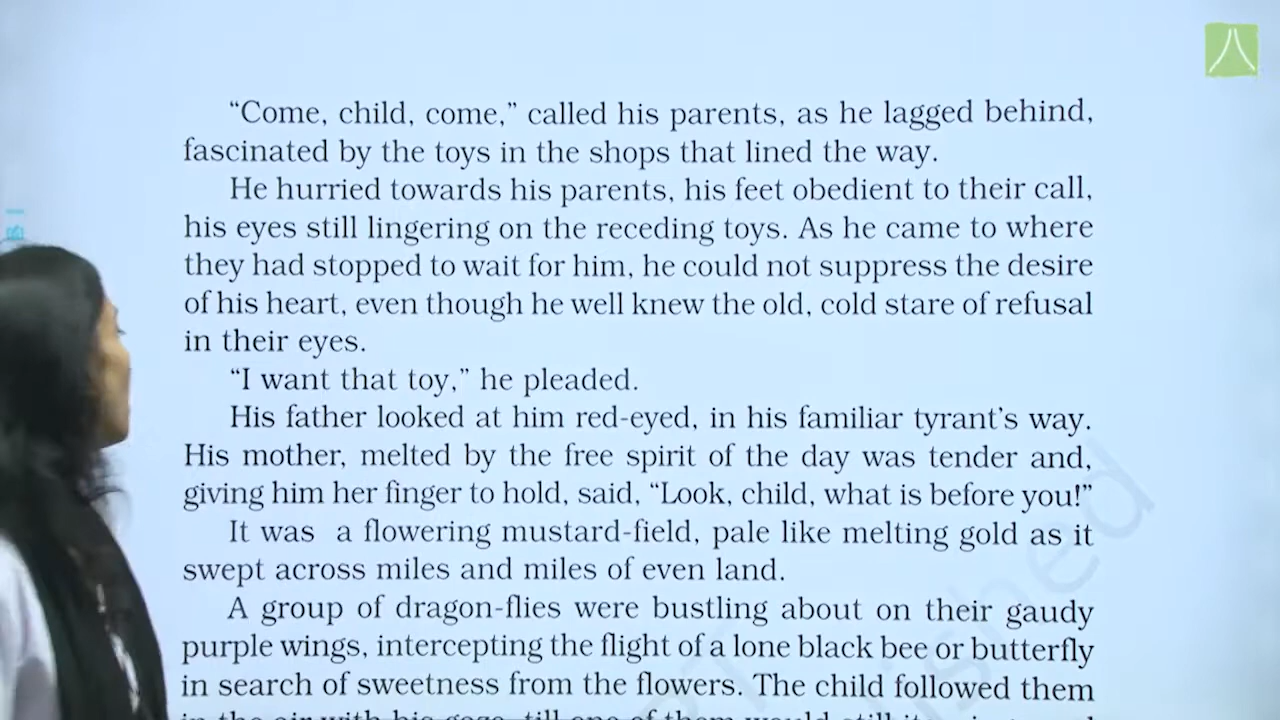 “Come, child, come,” called his parents, as he lagged behind,
fascinated by the toys in the shops that lined the way.
He hurried towards his parents, his feet obedient to their call,
his eyes still lingering on the receding toys. As he came to where
they had stopped to wait for him, he could not suppress the desire
of his heart, even though he well knew the old, cold stare of refusal
in their eyes.
“I want that toy,” he pleaded.
His father looked at him red-eyed, in his familiar tyrant’s way.
His mother, melted by the free spirit of the day was tender and,
giving him her finger to hold, said, “Look, child, what is before you!”
It was a flowering mustard-field, pale like melting gold as it
swept across miles and miles of even land.
A group of dragon-flies were bustling about on their gaudy
purple wings, intercepting the flight of a lone black bee or butterfly
in search of sweetness from the flowers. The child followed them